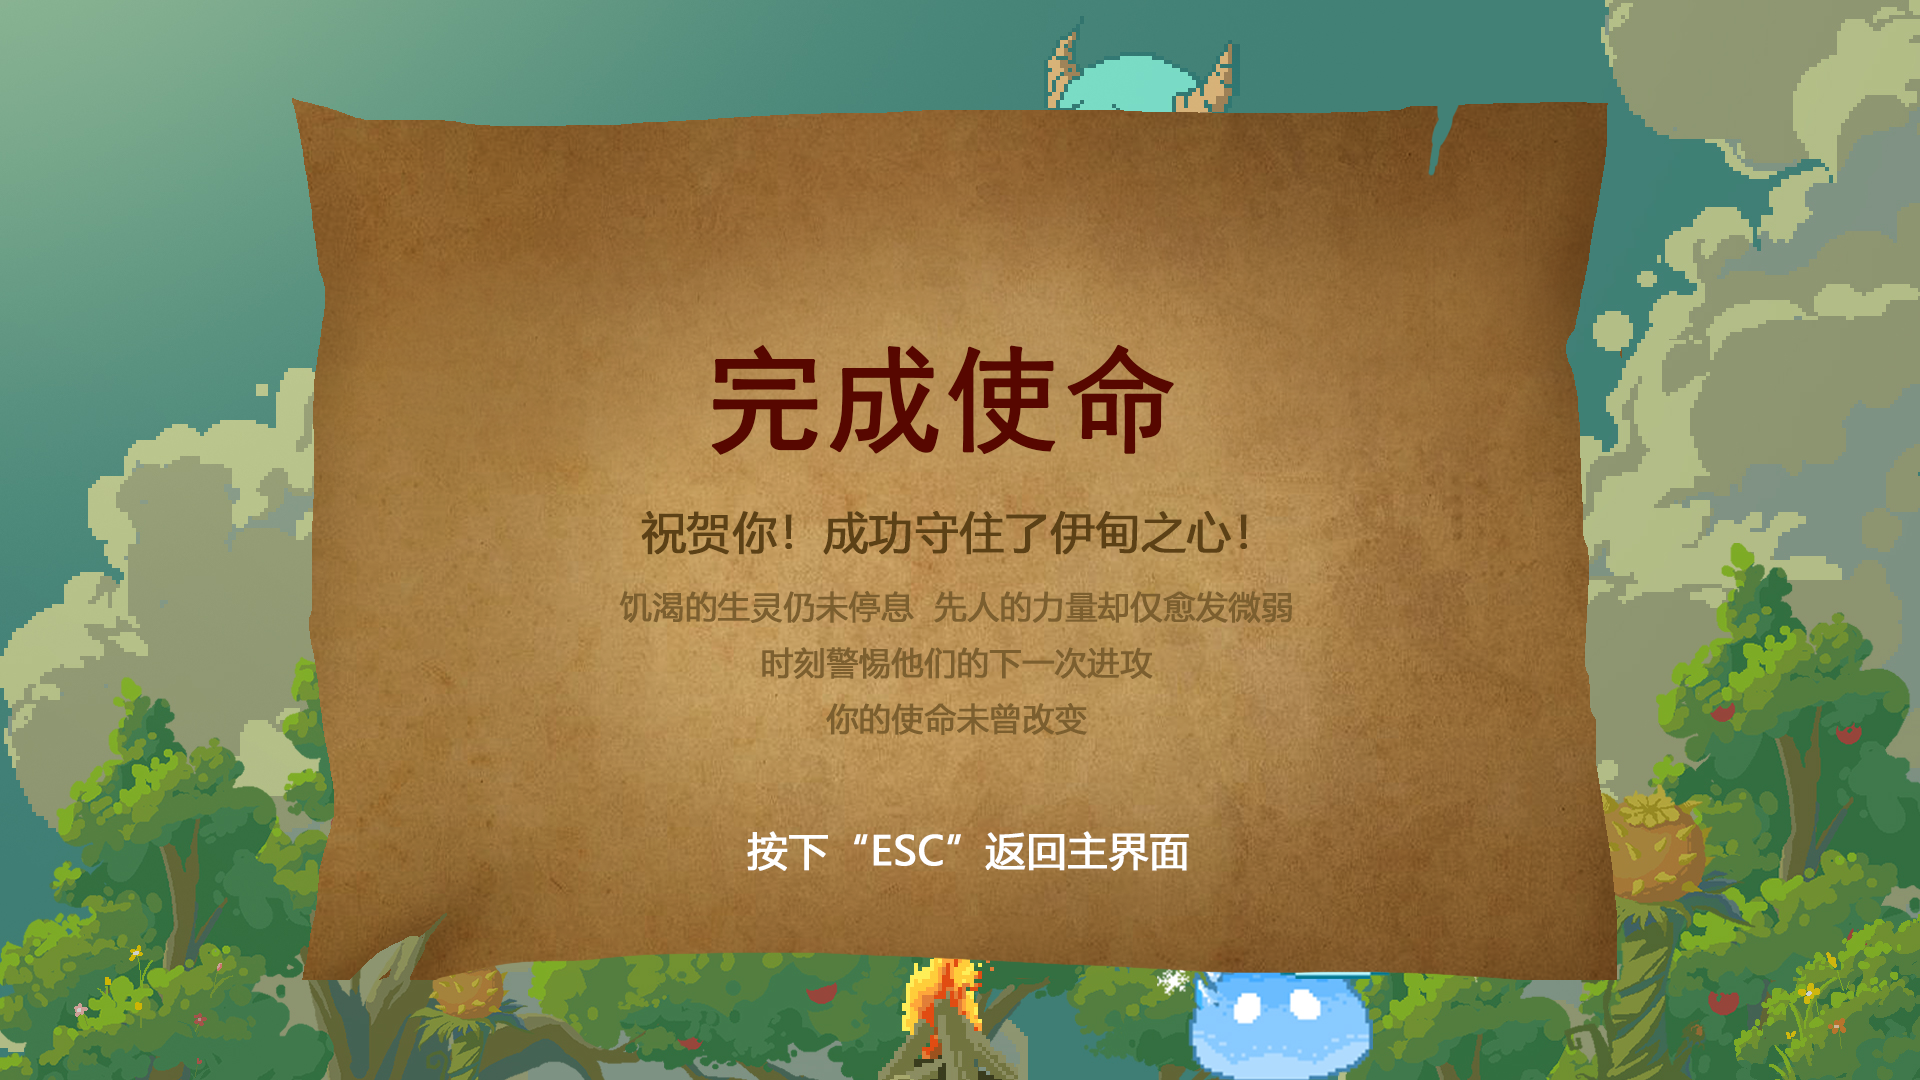 完成使命
祝贺你！成功守住了伊甸之心！
饥渴的生灵仍未停息 先人的力量却仅愈发微弱
时刻警惕他们的下一次进攻
你的使命未曾改变
按下“ESC”返回主界面